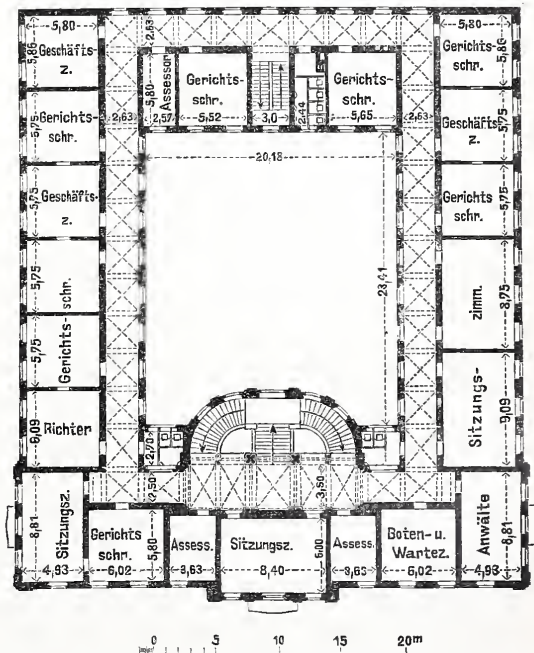 5,80
5,86
Geschäfts-
z.
2,63
5,80
Assessor
2,57
Gerichts-
schr.
5,52
3,0
2,44
Gerichts-
schr.
5,65
5,80
Gerichts-
schr.
5,86
5,75
Gerichts-
schr.
2,63
2,63
Geschäfts-
z.
5,75
20,18
5,75
Geschäfts-
z.
Gerichts
schr.
5,75
5,75
Gerichts-
schr.
5,75
23,41
zimm.
8,75
Sitzungs-
9,09
6,09
Richter
2,70
2,50
3,50
8,81
Sitzungsz.
4,93
Gerichts
schr.
6,02
5,80
Assess.
3,63
Sitzungsz.
8,40
6,00
Assess.
3,63
Boten- u.
Wartez.
6,02
Anwälte
8,81
4,93
0 5 10 15 20m